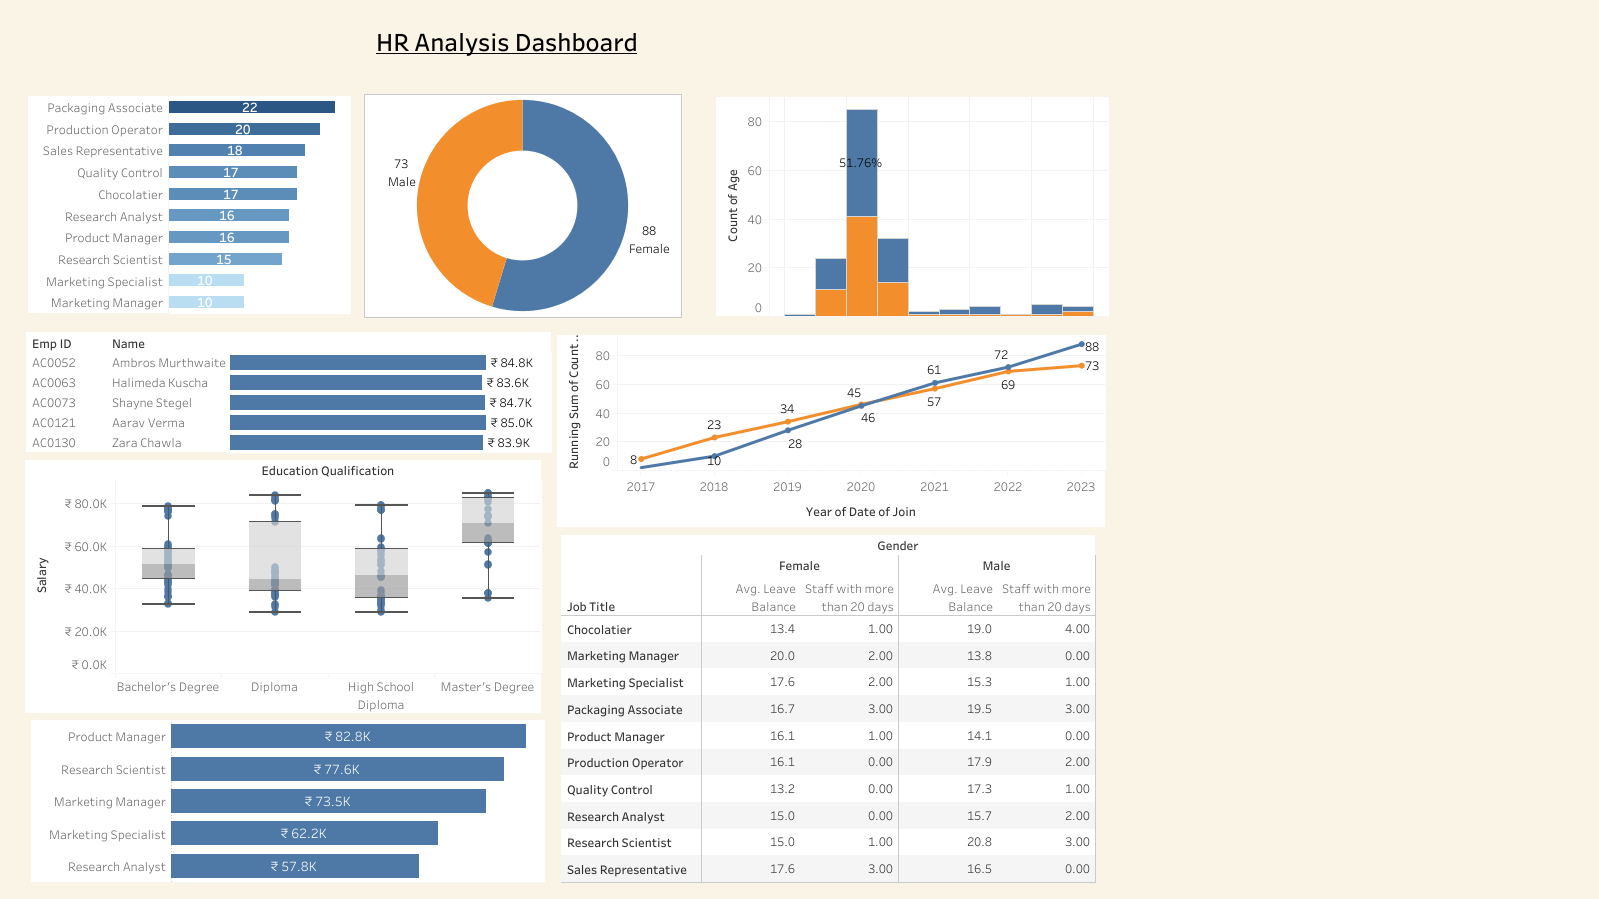 HR Analysis Dashboard
Packaging Associate 22
Production Operator 20
Sales Representative 18
Quality Control 17
Chocolatier 17
Research Analyst 16
Product Manager 16
Research Scientist 15
Marketing Specialist 10
Marketing Manager 10
73
Male
88
Female
Count of Age
80
60
40
20
0
51.76%
Emp ID Name
AC0052 Ambros Murthwaite ₹ 84.8K
AC0063 Halimeda Kuscha ₹ 83.6K
AC0073 Shayne Stegel ₹ 84.7K
AC0121 Aarav Verma ₹ 85.0K
AC0130 Zara Chawla ₹ 83.9K
Running Sum of Count..
80
60
40
20
0
8
23
10
34
28
45
46
61
57
72
69
88
73
2017 2018 2019 2020 2021 2022 2023
Year of Date of Join
Education Qualification
Salary
₹ 80.0K
₹ 60.0K
₹ 40.0K
₹ 20.0K
₹ 0.0K
Bachelor's Degree Diploma High School Master's Degree
Diploma
Product Manager ₹ 82.8K
Research Scientist ₹ 77.6K
Marketing Manager ₹ 73.5K
Marketing Specialist ₹ 62.2K
Research Analyst ₹ 57.8K
Gender
Female Male
Avg. Leave Staff with more Avg. Leave Staff with more
Job Title Balance than 20 days Balance than 20 days
Chocolatier 13.4 1.00 19.0 4.00
Marketing Manager 20.0 2.00 13.8 0.00
Marketing Specialist 17.6 2.00 15.3 1.00
Packaging Associate 16.7 3.00 19.5 3.00
Product Manager 16.1 1.00 14.1 0.00
Production Operator 16.1 0.00 17.9 2.00
Quality Control 13.2 0.00 17.3 1.00
Research Analyst 15.0 0.00 15.7 2.00
Research Scientist 15.0 1.00 20.8 3.00
Sales Representative 17.6 3.00 16.5 0.00